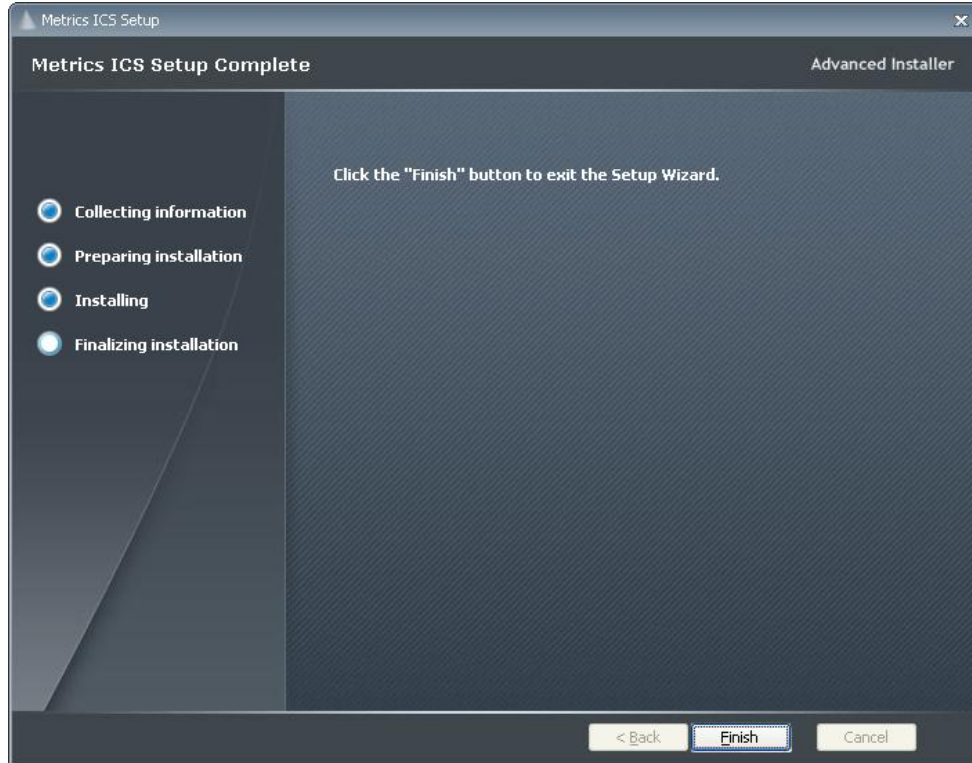 Metrics ICS Setup
Metrics ICS Setup Complete
Advanced Installer
Click the "Finish" button to exit the Setup Wizard.
Collecting information
Preparing installation
Installing
Finalizing installation
< Back
Finish
Cancel